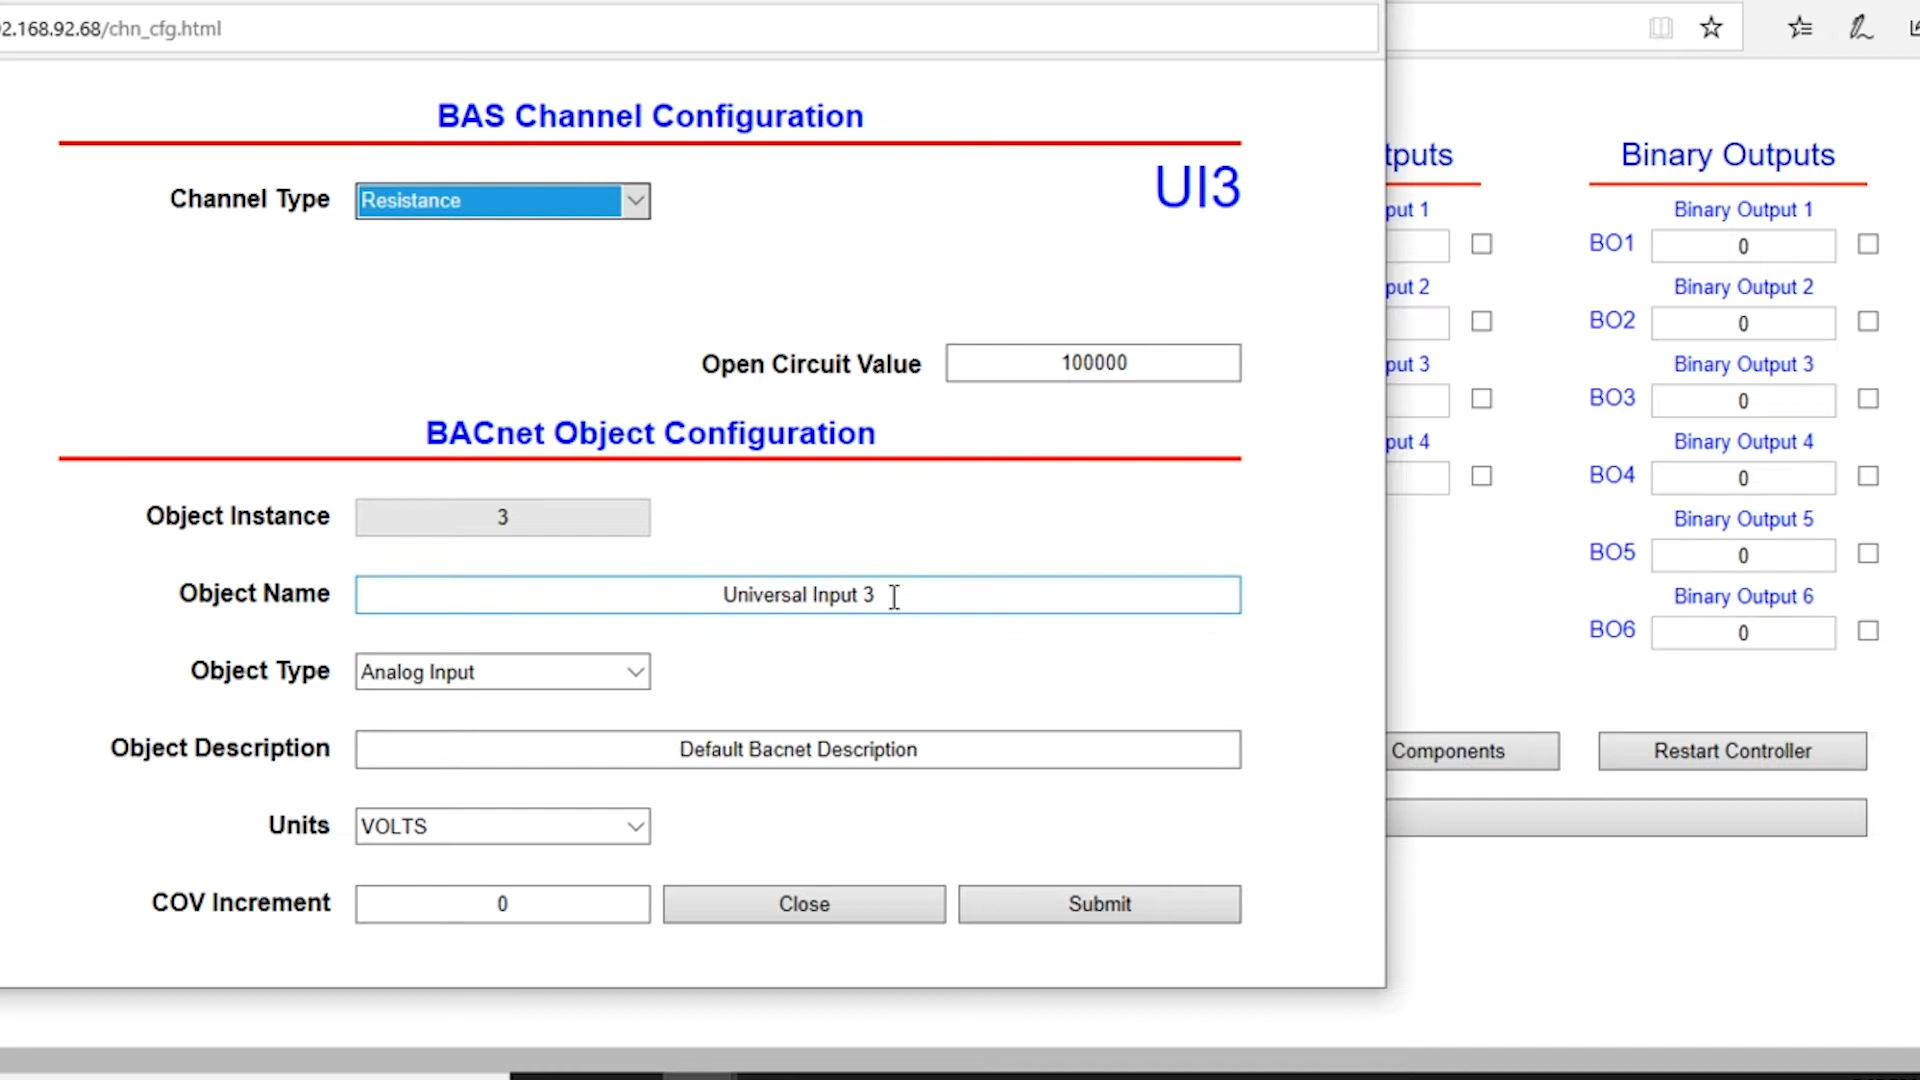 2.168.92.68/chn_cfg.html
BAS Channel Configuration
Channel Type
Resistance
UI3
Open Circuit Value
100000
BACnet Object Configuration
Object Instance
3
Object Name
Universal Input 3
Object Type
Analog Input
Object Description
Default Bacnet Description
Units
VOLTS
COV Increment
0
Close
Submit
tputs
put 1
put 2
put 3
put 4
Binary Outputs
Binary Output 1
BO1
0
Binary Output 2
BO2
0
Binary Output 3
BO3
0
Binary Output 4
BO4
0
Binary Output 5
BO5
0
Binary Output 6
BO6
0
Components
Restart Controller